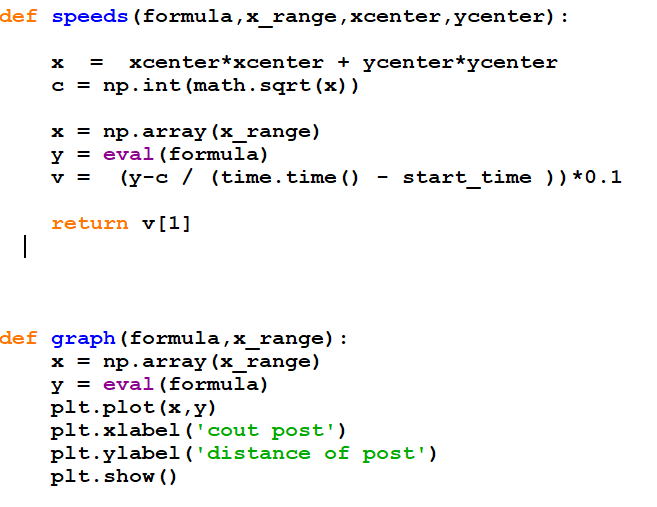 def speeds(formula,x_range,xcenter,ycenter):
    x  =  xcenter*xcenter + ycenter*ycenter
    c = np.int(math.sqrt(x))
    x = np.array(x_range)
    y = eval(formula)
    v =  (y-c / (time.time() - start_time ))*0.1
    return v[1]
def graph(formula,x_range):
    x = np.array(x_range)
    y = eval(formula)
    plt.plot(x,y)
    plt.xlabel('cout post')
    plt.ylabel('distance of post')
    plt.show()